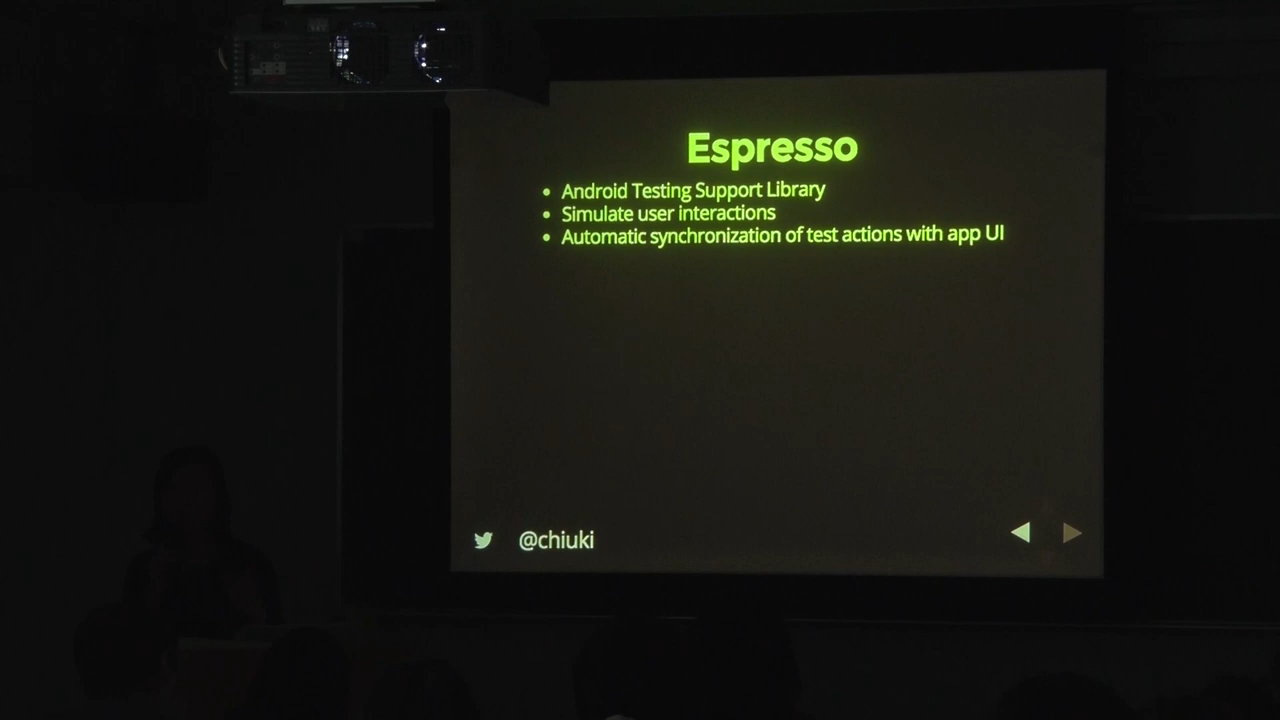 Espresso
Android Testing Support Library
Simulate user interactions
Automatic synchronization of test actions with app UI
@chiuki